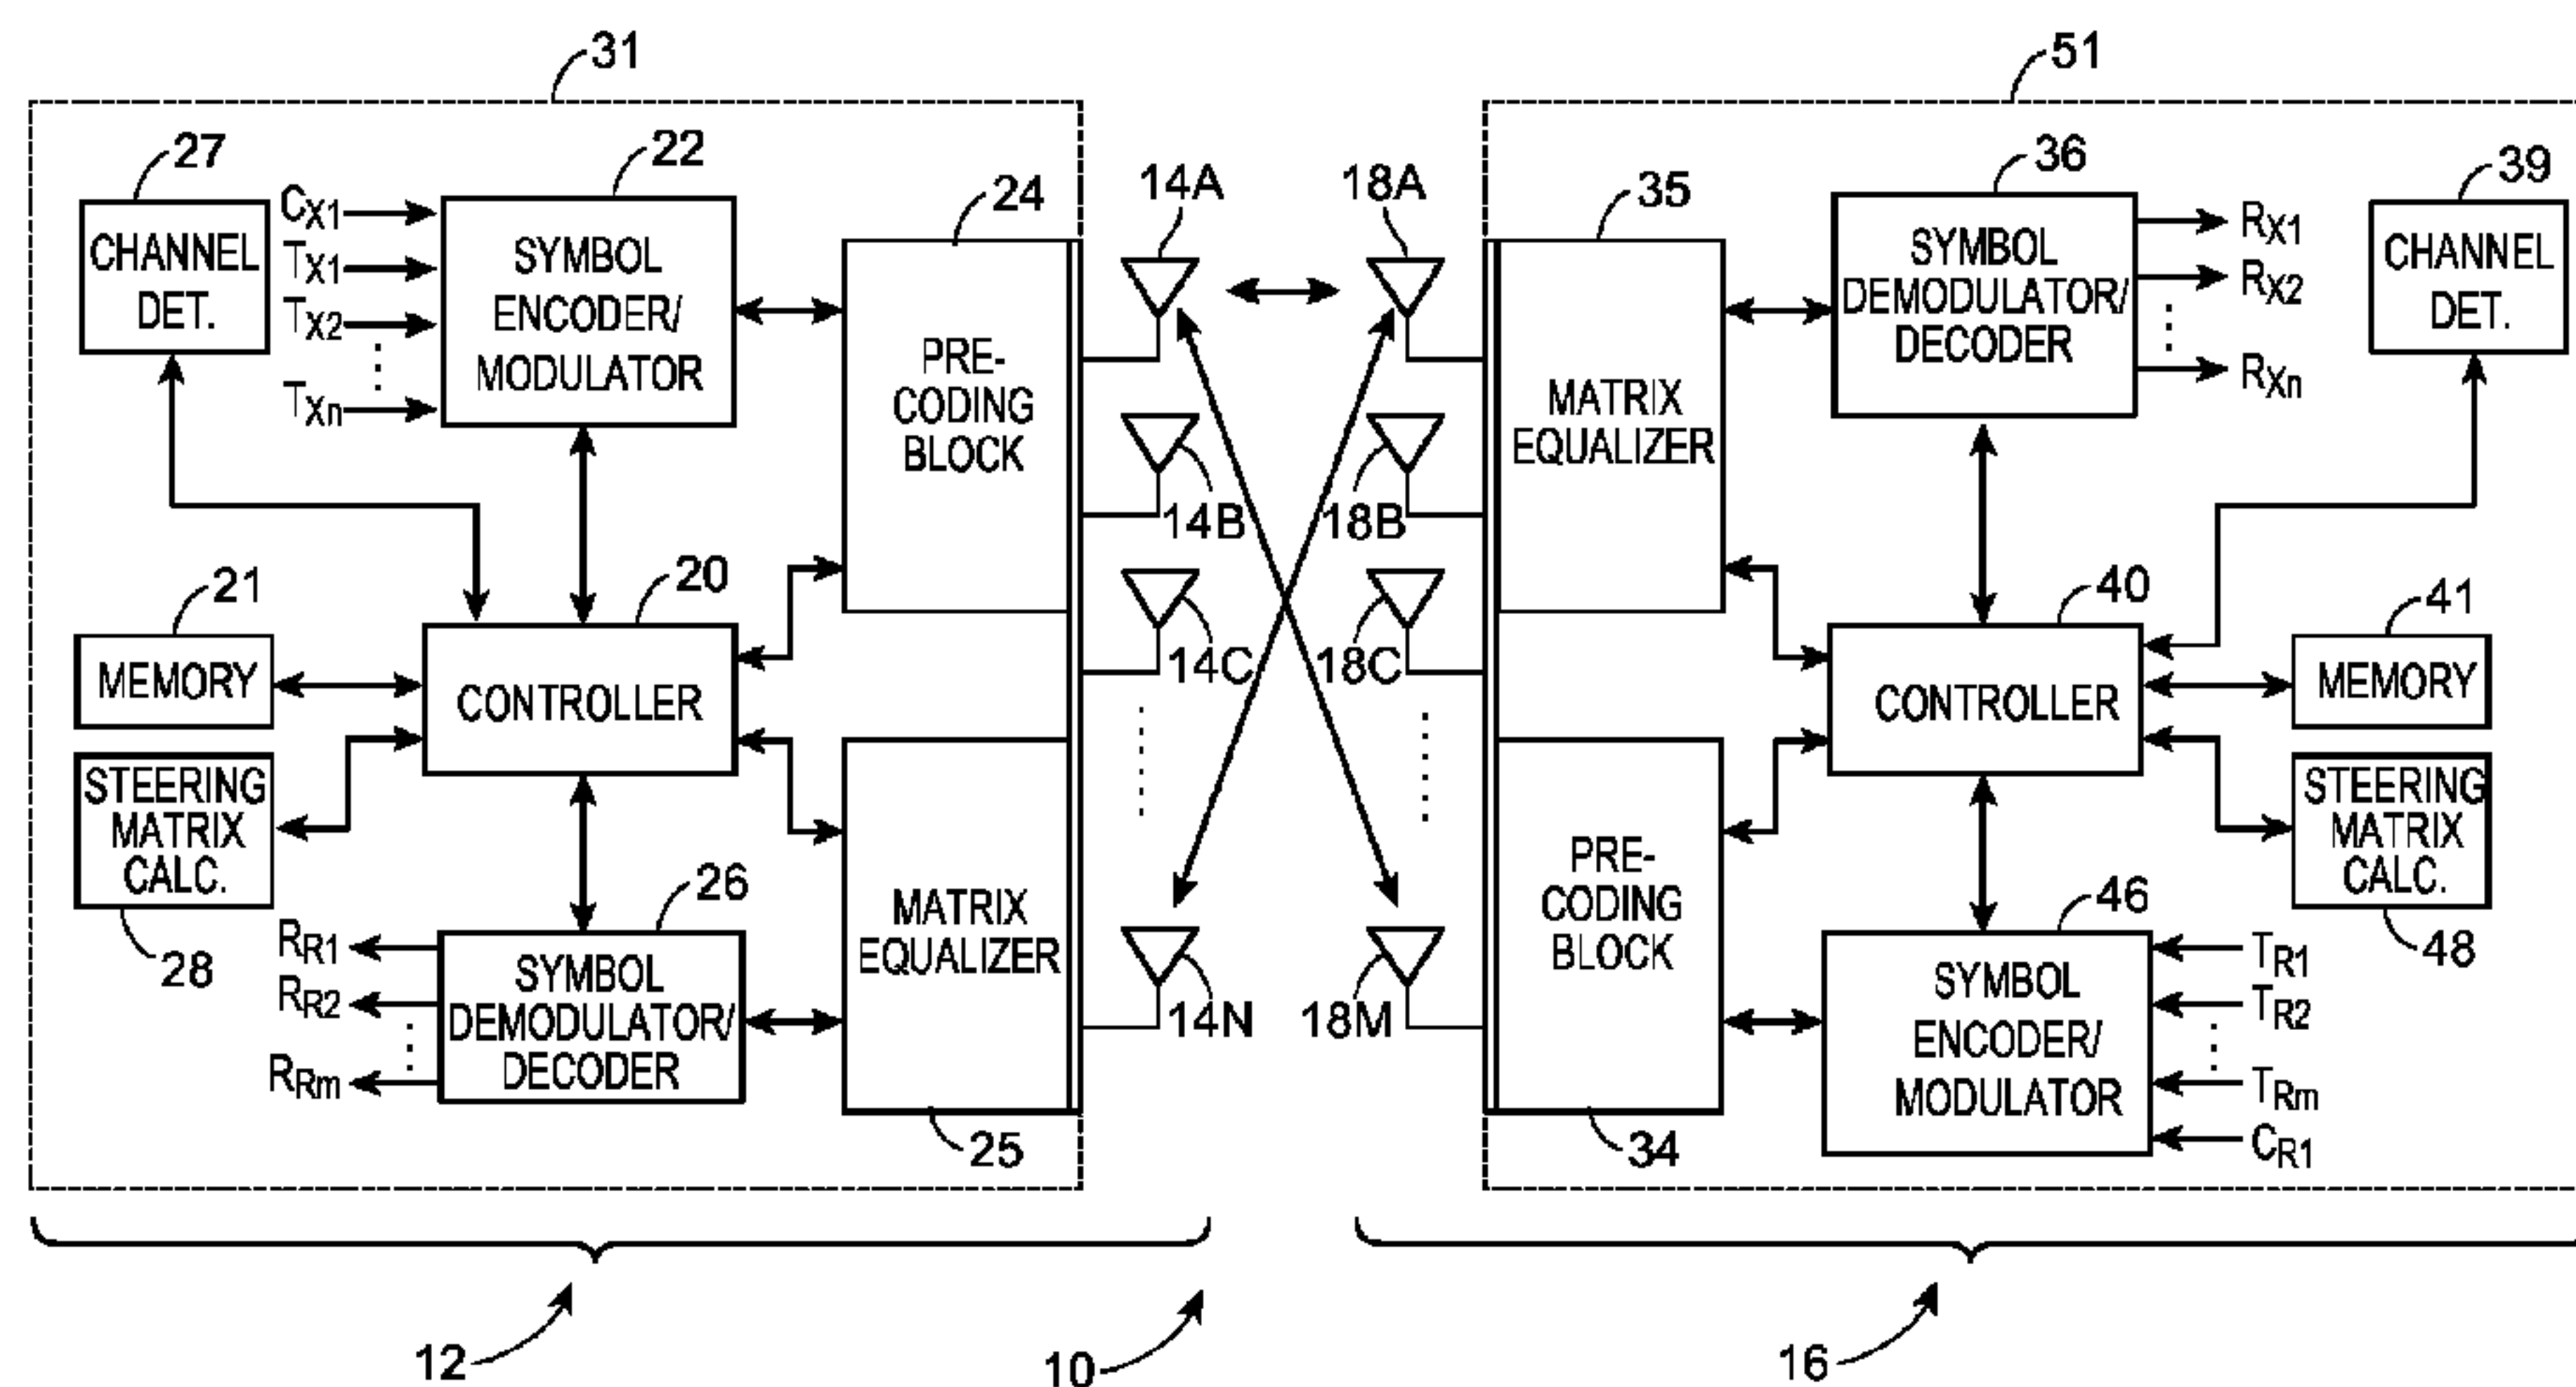 31
51
27
22
24
14A
18A
35
36
39
CHANNEL
DET.
CX1
TX1
TX2
TXn
SYMBOL
ENCODER/
MODULATOR
PRE-
CODING
BLOCK
MATRIX
EQUALIZER
SYMBOL
DEMODULATOR/
DECODER
RX1
RX2
RXn
CHANNEL
DET.
14B
18B
21
20
40
41
MEMORY
CONTROLLER
14C
18C
CONTROLLER
MEMORY
STEERING
MATRIX
CALC.
28
26
MATRIX
EQUALIZER
PRE-
CODING
BLOCK
STEERING
MATRIX
CALC.
46
48
RR1
RR2
RRm
SYMBOL
DEMODULATOR/
DECODER
14N
18M
SYMBOL
ENCODER/
MODULATOR
TR1
TR2
TRm
CR1
25
34
12
10
16